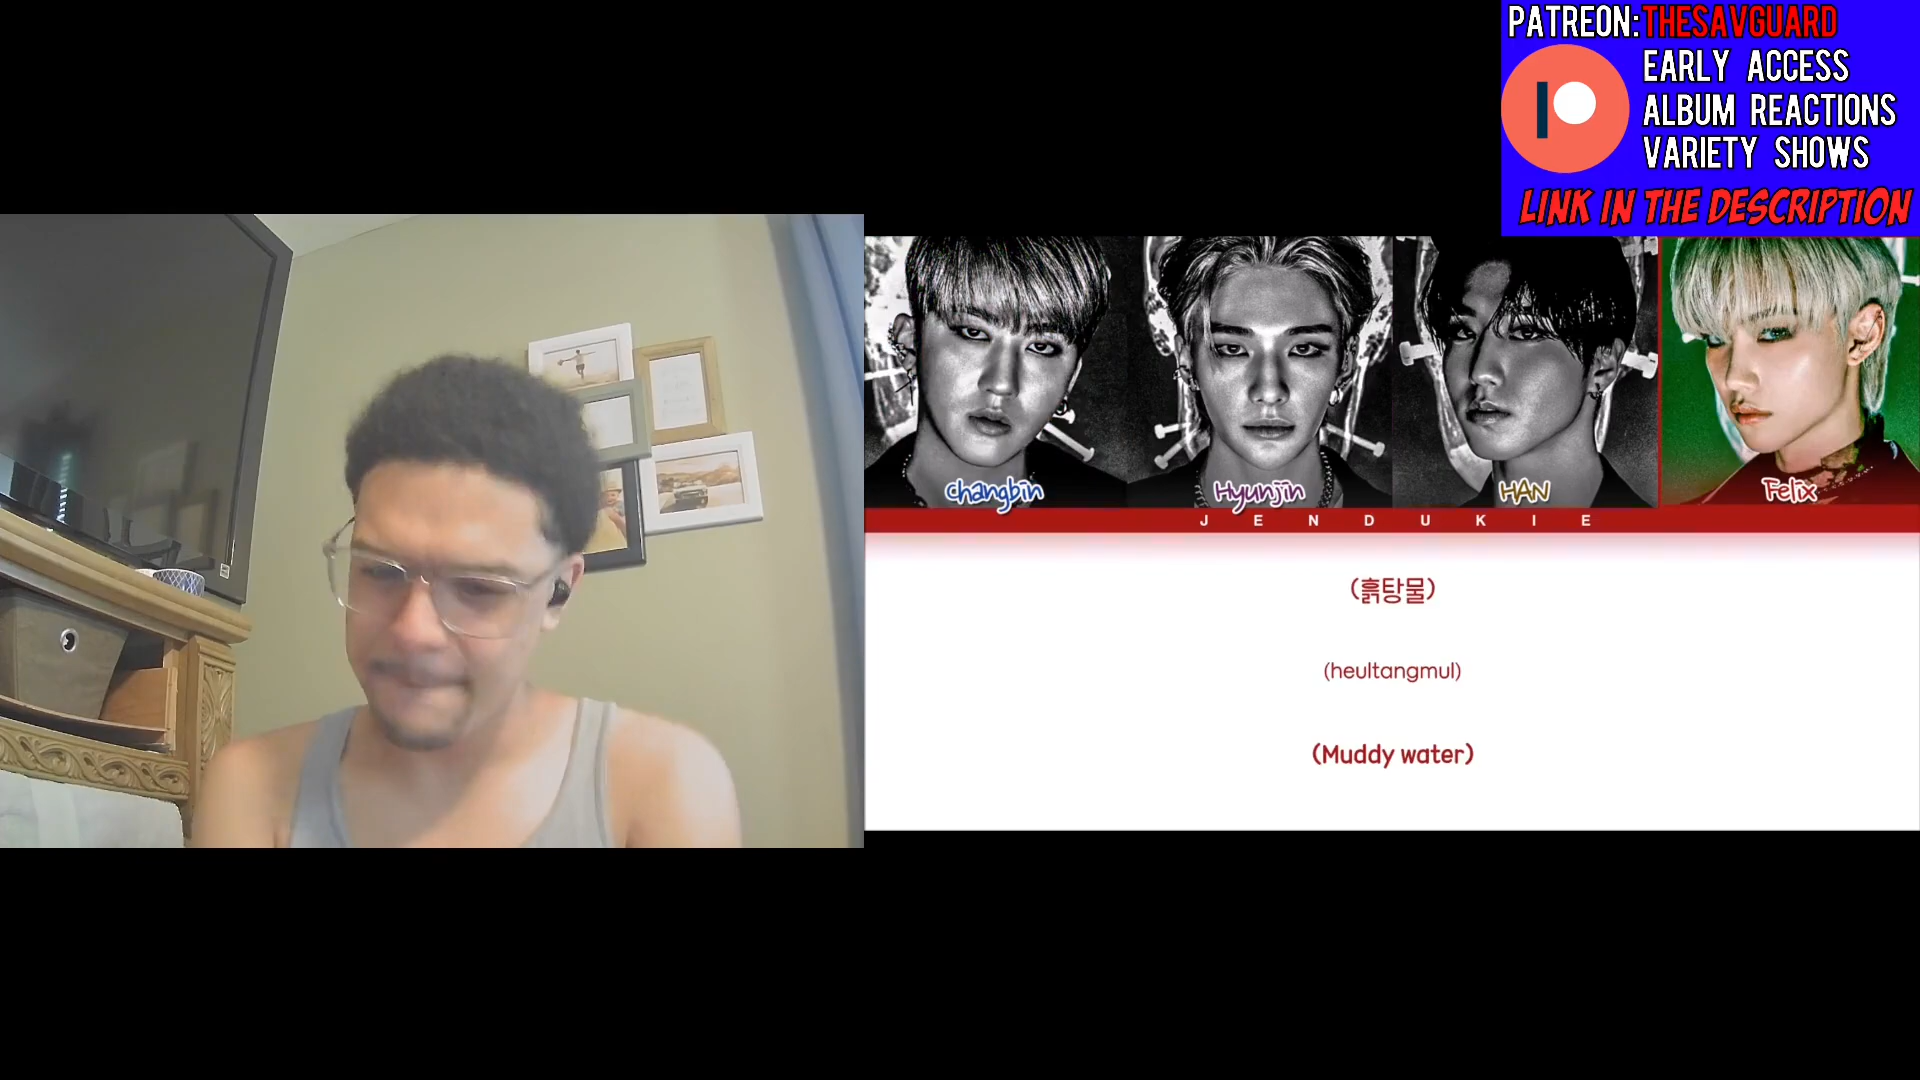 PATREON:THESAVGUARD
EARLY ACCESS
ALBUM REACTIONS
VARIETY SHOWS
LINK IN THE DESCRIPTION
changbin
Hyunjin
HAN
Felix
JENDUKIE
(흙탕물)
(heultangmul)
(Muddy water)